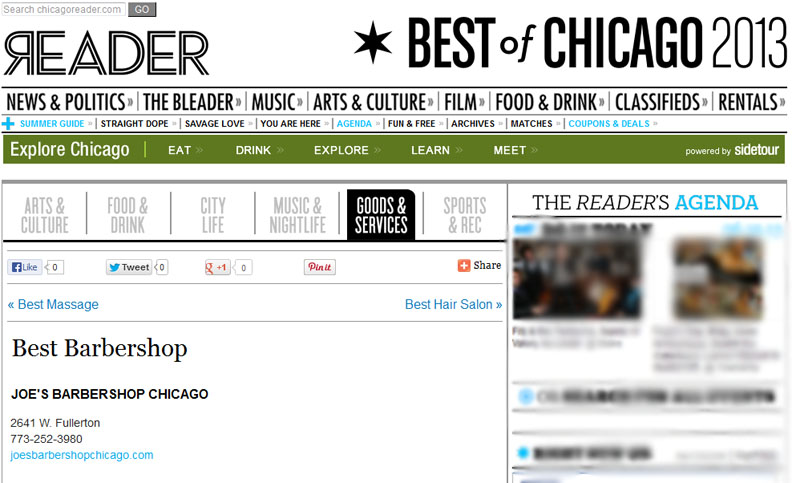 Search chicagoreader.com GO
READER
BEST of CHICAGO 2013
NEWS & POLITICS» THE BLEADER» MUSIC» ARTS & CULTURE» FILM» FOOD & DRINK» CLASSIFIEDS» RENTALS»
SUMMER GUIDE » STRAIGHT DOPE » SAVAGE LOVE » YOU ARE HERE » AGENDA » FUN & FREE » ARCHIVES » MATCHES » COUPONS & DEALS »
Explore Chicago EAT » DRINK » EXPLORE » LEARN » MEET » powered by sidetour
ARTS & CULTURE
FOOD & DRINK
CITY LIFE
MUSIC & NIGHTLIFE
GOODS & SERVICES
SPORTS & REC
THE READER'S AGENDA
Like 0 Tweet 0 +1 0 Pin it Share
« Best Massage Best Hair Salon »
Best Barbershop
JOE'S BARBERSHOP CHICAGO
2641 W. Fullerton
773-252-3980
joesbarbershopchicago.com